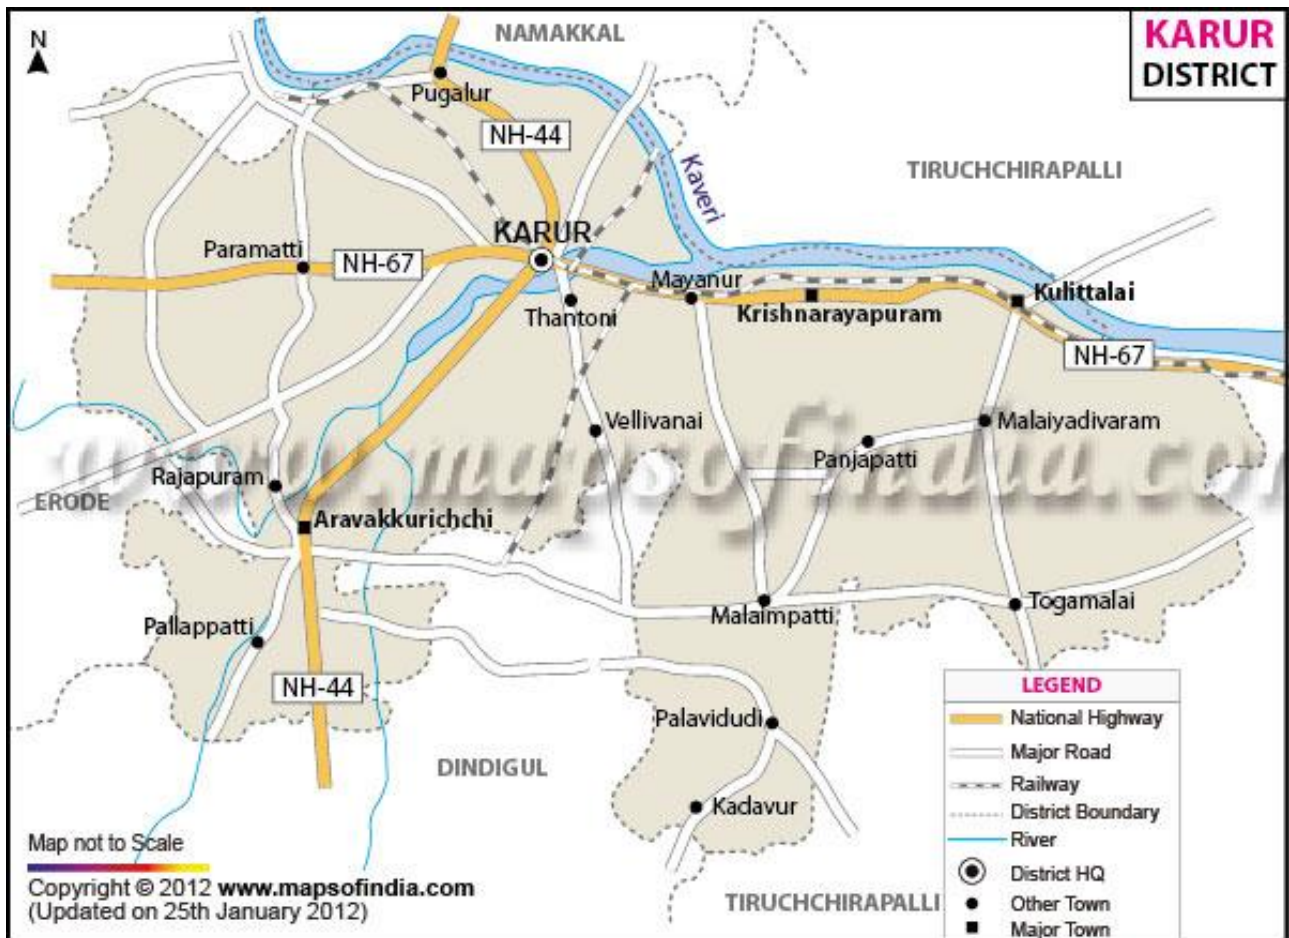 N
NAMAKKAL
KARUR
DISTRICT
Pugalur
NH-44
Kaveri
TIRUCHCHIRAPALLI
KARUR
Paramatti
NH-67
Mayanur
Kulittalai
Thantoni
Krishnarayapuram
NH-67
Vellivanai
Malaiyadivaram
Panjapatti
www.mapsofindia.co
Rajapuram
ERODE
Aravakkurichchi
Malaimpatti
Togamalai
Pallappatti
NH-44
Palavidudi
DINDIGUL
Kadavur
TIRUCHCHIRAPALLI
LEGEND
National Highway
Major Road
Railway
District Boundary
River
District HQ
Other Town
Major Town
Map not to Scale
Copyright © 2012 www.mapsofindia.com
(Updated on 25th January 2012)